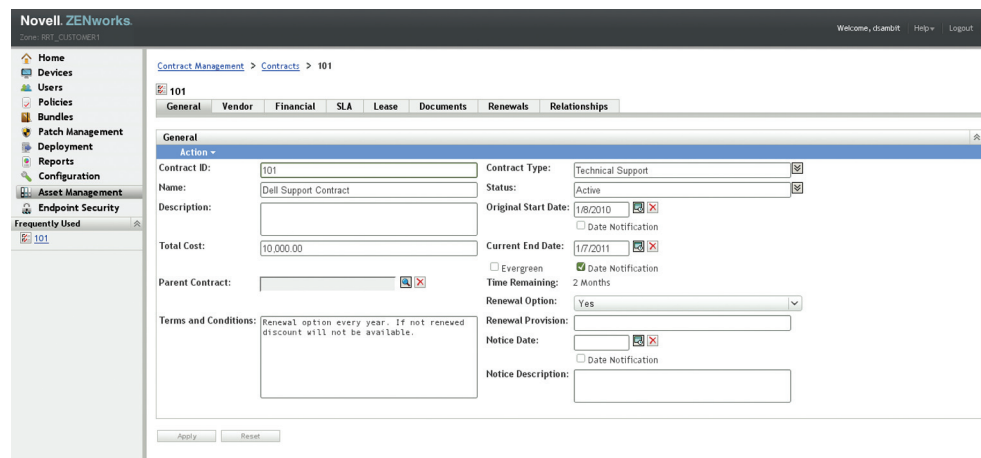 Novell. ZENworks.
Zone: RRT_CUSTOMER1
Welcome, dsambit Help Logout
Home
Devices
Users
Policies
Bundles
Patch Management
Deployment
Reports
Configuration
Asset Management
Endpoint Security
Frequently Used
101
Contract Management > Contracts > 101
101
General Vendor Financial SLA Lease Documents Renewals Relationships
General
Action
Contract ID: 101
Contract Type: Technical Support
Name: Dell Support Contract
Status: Active
Description:
Original Start Date: 1/8/2010
Date Notification
Total Cost: 10,000.00
Current End Date: 1/7/2011
Evergreen Date Notification
Parent Contract:
Time Remaining: 2 Months
Renewal Option: Yes
Terms and Conditions: Renewal option every year. If not renewed
discount will not be available.
Renewal Provision:
Notice Date:
Date Notification
Notice Description:
Apply Reset